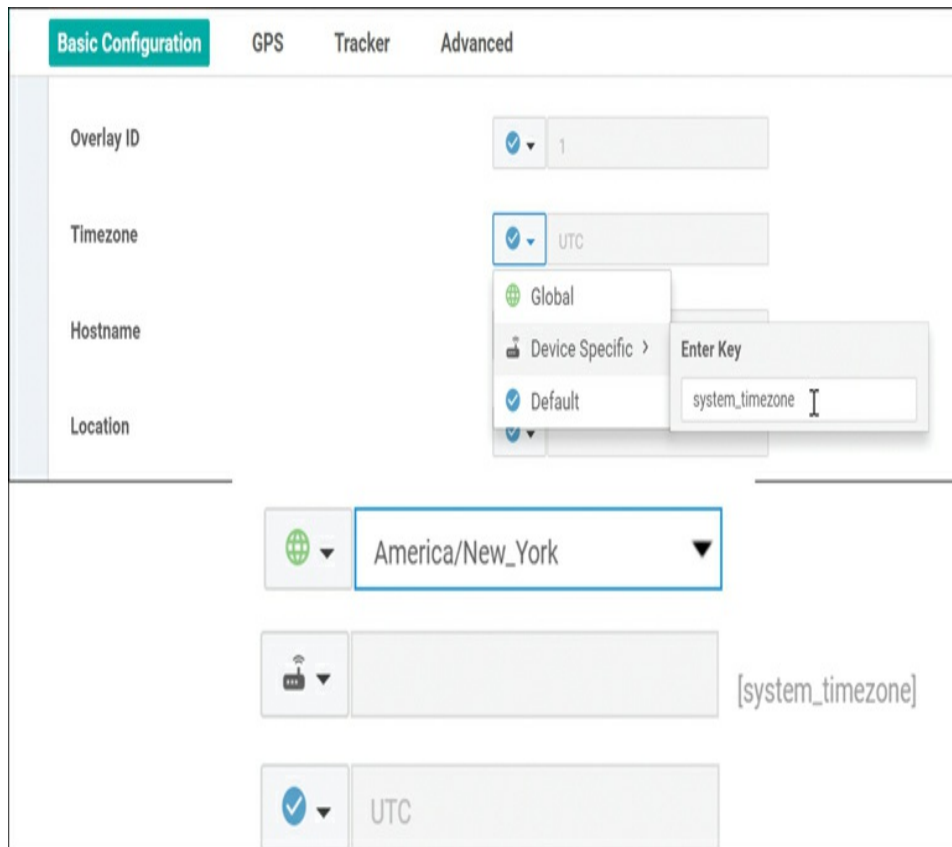 Basic Configuration GPS Tracker Advanced
Overlay ID 1
Timezone UTC
Global
Hostname
Device Specific > Enter Key
Default system_timezone
Location
America/New_York
[system_timezone]
UTC